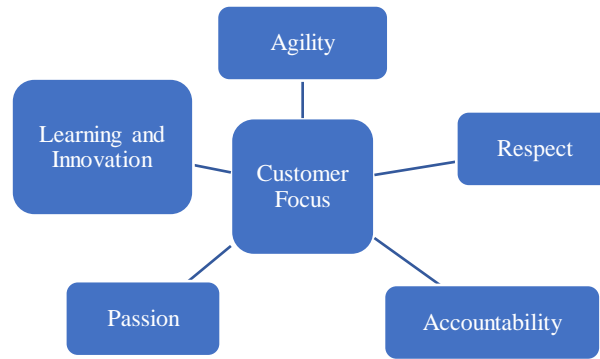 Agility
Learning and
Innovation
Customer
Focus
Respect
Passion
Accountability